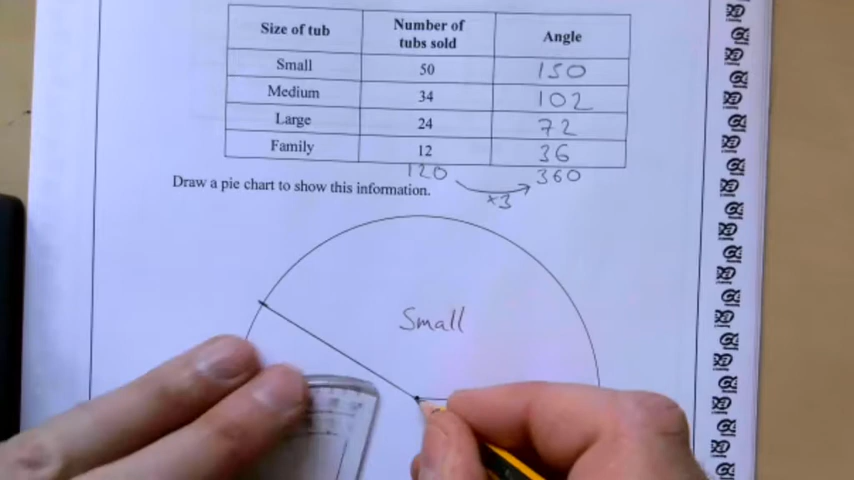 Size of tub Number of tubs sold Angle
Small 50 150
Medium 34 102
Large 24 72
Family 12 36
120 360
×3
Draw a pie chart to show this information.
Small